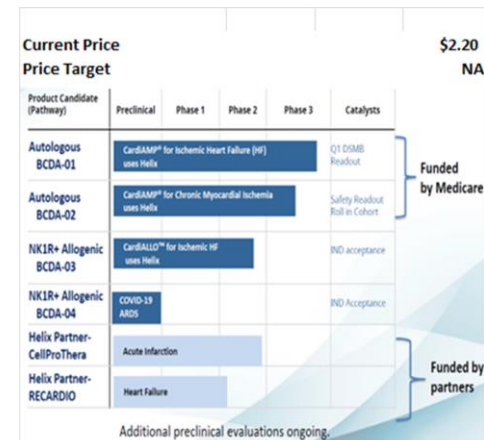 Current Price $2.20
Price Target NA
Product Candidate (Pathway) Preclinical Phase 1 Phase 2 Phase 3 Catalysts
Autologous BCDA-01
CardiAMP® for Ischemic Heart Failure (HF)
uses Helix
Q1 DSMB
Readout
Autologous BCDA-02
CardiAMP® for Chronic Myocardial Ischemia
uses Helix
Safety Readout
Roll in Cohort
Funded
by Medicare
NK1R+ Allogenic
BCDA-03
CardiALLO™ for Ischemic HF
uses Helix
IND acceptance
NK1R+ Allogenic
BCDA-04
COVID-19
ARDS
IND Acceptance
Helix Partner-
CellProThera
Acute Infarction
Helix Partner-
RECARDIO
Heart Failure
Funded by
partners
Additional preclinical evaluations ongoing.